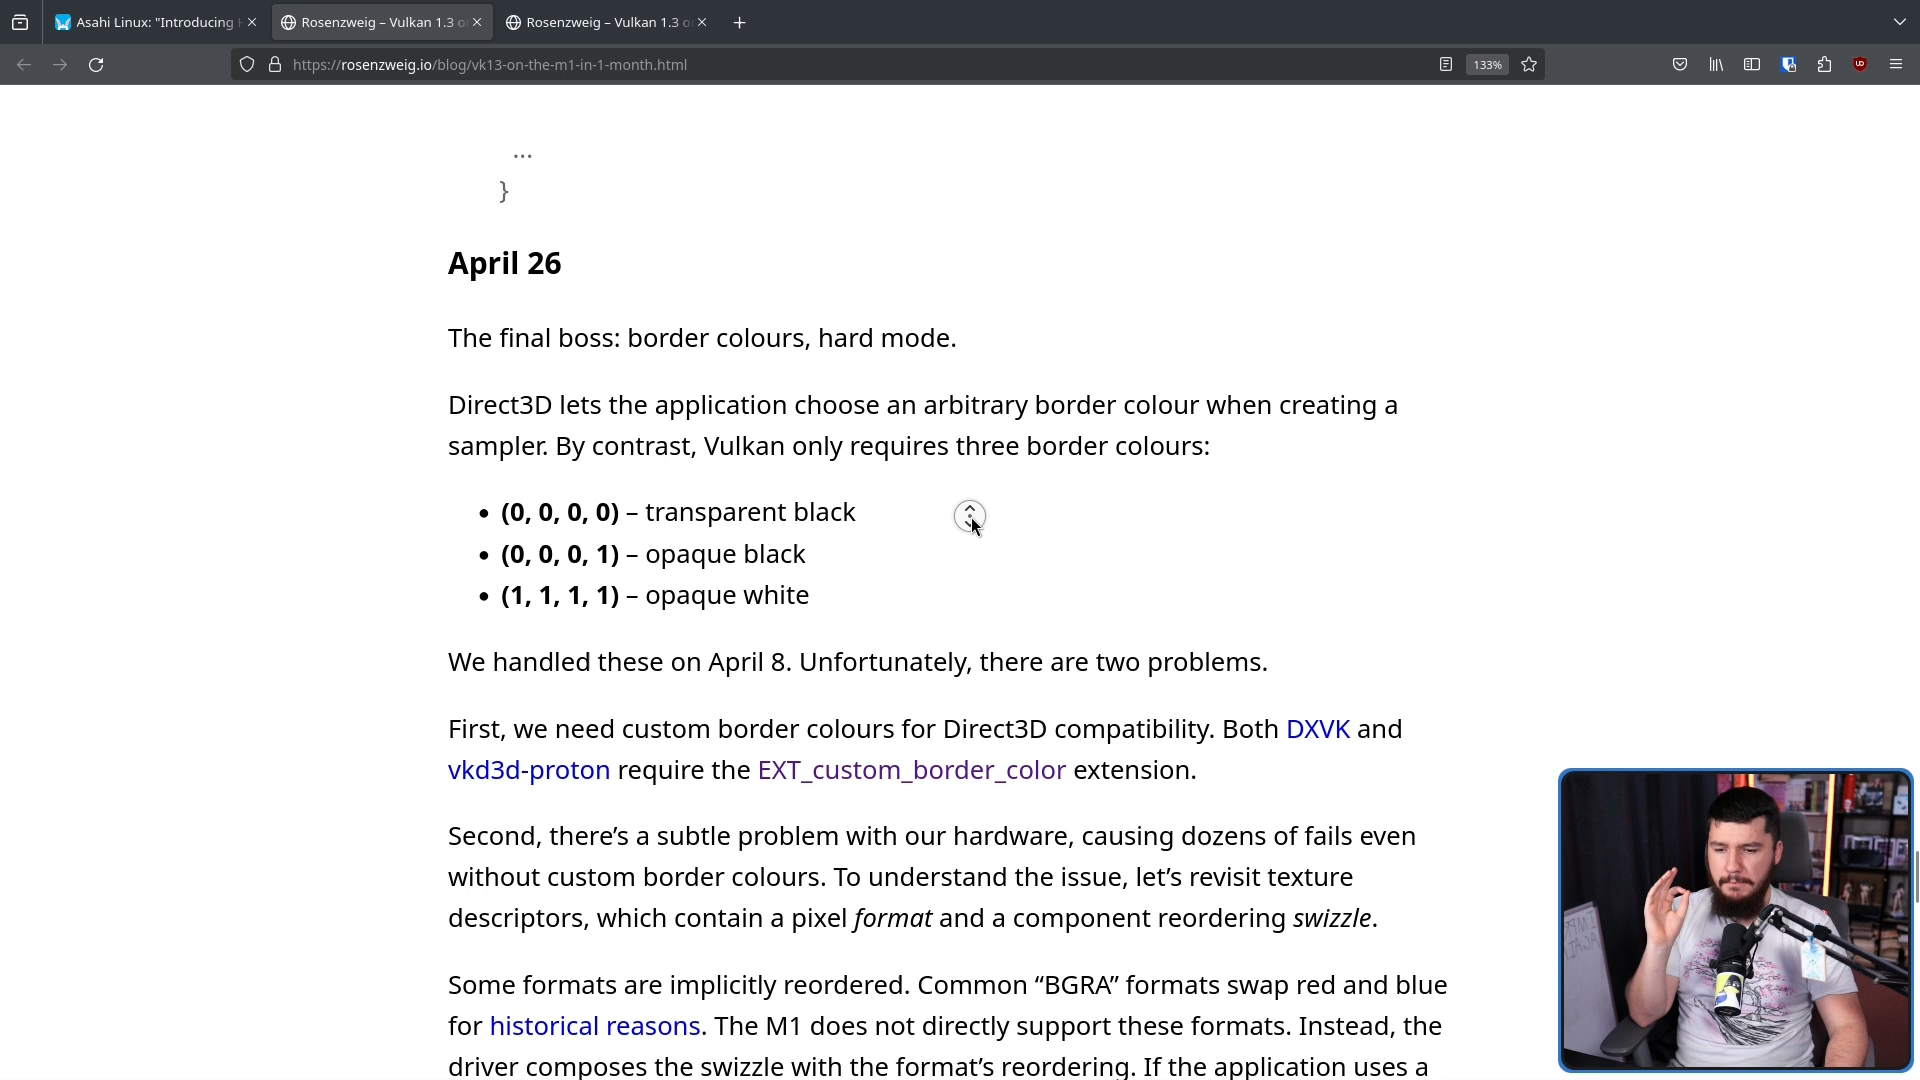 Asahi Linux: "Introducing
Rosenzweig – Vulkan 1.3 o
Rosenzweig – Vulkan 1.3 o
https://rosenzweig.io/blog/vk13-on-the-m1-in-1-month.html
133%
...
}
April 26
The final boss: border colours, hard mode.
Direct3D lets the application choose an arbitrary border colour when creating a
sampler. By contrast, Vulkan only requires three border colours:
• (0, 0, 0, 0) – transparent black
• (0, 0, 0, 1) – opaque black
• (1, 1, 1, 1) – opaque white
We handled these on April 8. Unfortunately, there are two problems.
First, we need custom border colours for Direct3D compatibility. Both DXVK and
vkd3d-proton require the EXT_custom_border_color extension.
Second, there’s a subtle problem with our hardware, causing dozens of fails even
without custom border colours. To understand the issue, let’s revisit texture
descriptors, which contain a pixel format and a component reordering swizzle.
Some formats are implicitly reordered. Common “BGRA” formats swap red and blue
for historical reasons. The M1 does not directly support these formats. Instead, the
driver composes the swizzle with the format’s reordering. If the application uses a